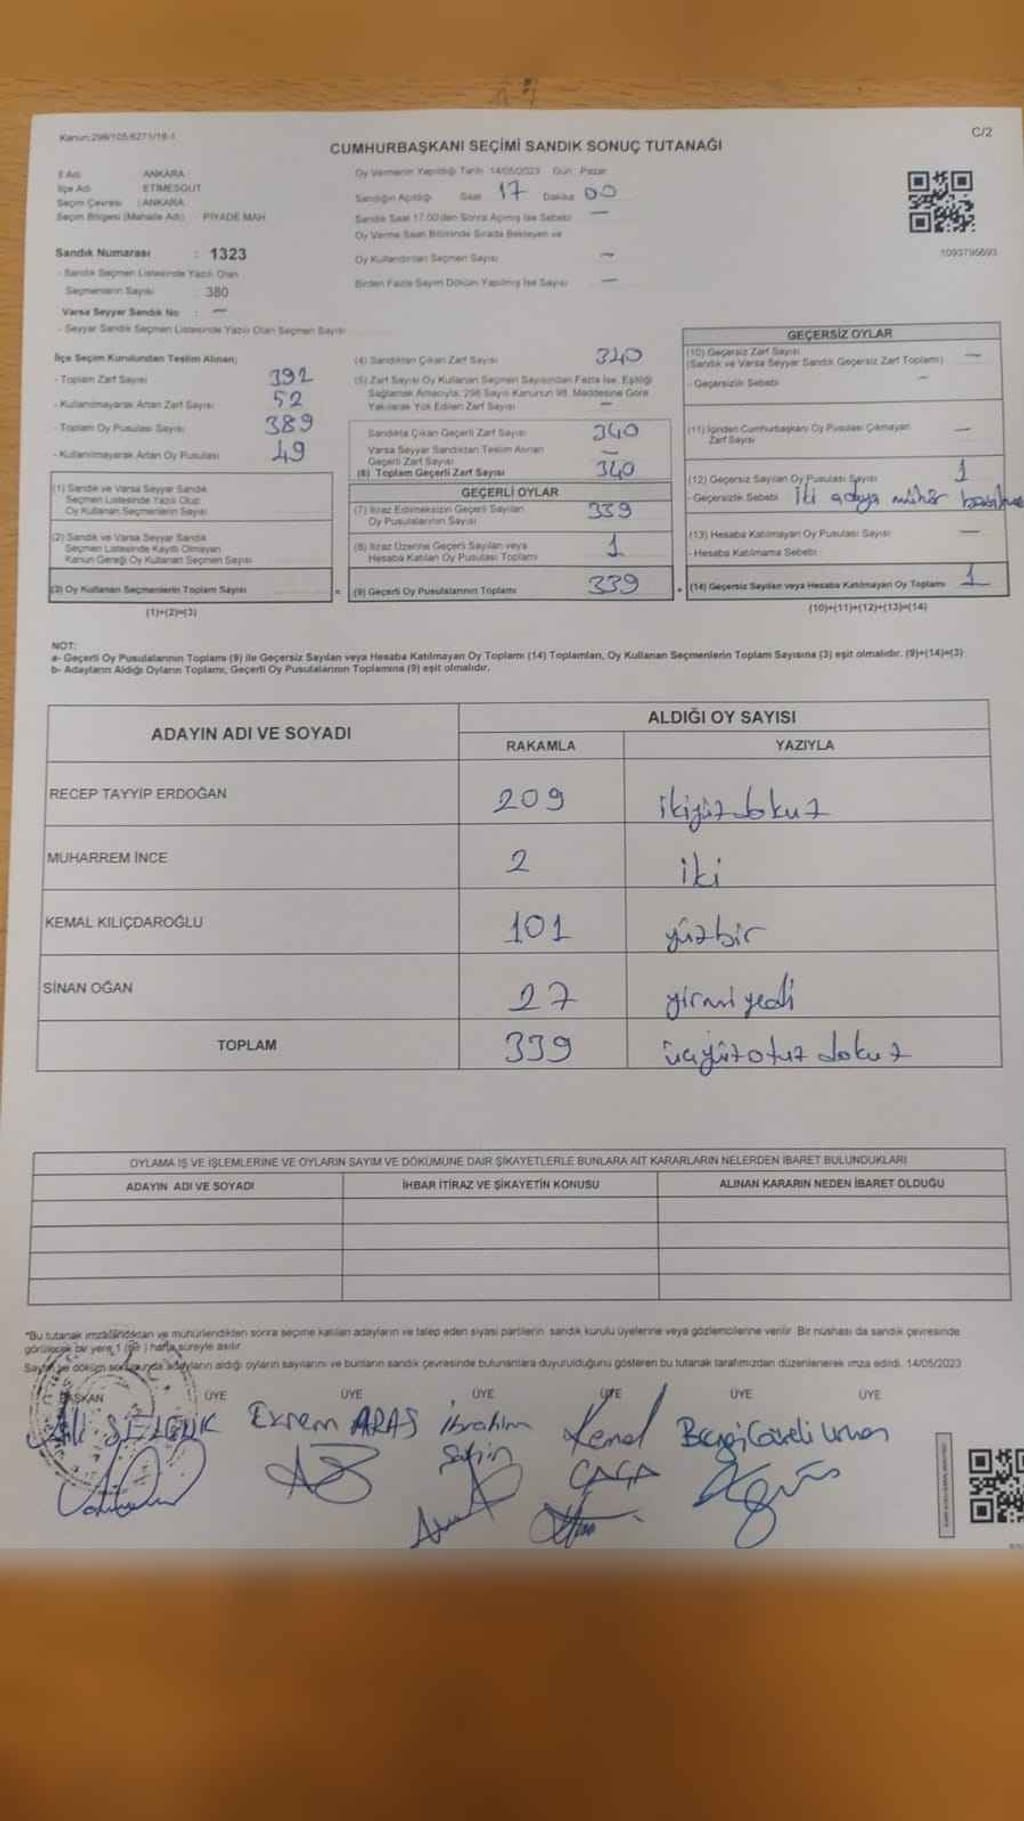 Kanun:298/105,6271/16-1
C/2
CUMHURBAŞKANI SEÇİMİ SANDIK SONUÇ TUTANAĞI
İl Adı ANKARA
İlçe Adı ETİMESGUT
Seçim Çevresi : ANKARA
Seçim Bölgesi (Mahalle Adı) PİYADE MAH
Sandık Numarası : 1323
- Sandık Seçmen Listesinde Yazılı Olan
Seçmenlerin Sayısı : 380
Varsa Seyyar Sandık No : —
- Seyyar Sandık Seçmen Listesinde Yazılı Olan Seçmen Sayısı
Oy Vermenin Yapıldığı Tarih 14/05/2023 Gün Pazar
Sandığın Açıldığı Saat 17 Dakika 00
Sandık Saat 17.00'den Sonra Açılmış İse Sebebi —
Oy Verme Saati Bitiminde Sırada Bekleyen ve
Oy Kullandırılan Seçmen Sayısı —
Birden Fazla Sayım Döküm Yapılmış İse Sayısı —
1093795693
İlçe Seçim Kurulundan Teslim Alınan;
- Toplam Zarf Sayısı 392
- Kullanılmayarak Artan Zarf Sayısı 52
- Toplam Oy Pusulası Sayısı 389
- Kullanılmayarak Artan Oy Pusulası 49
(1) Sandık ve Varsa Seyyar Sandık
Seçmen Listesinde Yazılı Olup
Oy Kullanan Seçmenlerin Sayısı
(2) Sandık ve Varsa Seyyar Sandık
Seçmen Listesinde Kayıtlı Olmayan
Kanun Gereği Oy Kullanan Seçmen Sayısı
(3) Oy Kullanan Seçmenlerin Toplam Sayısı
(1)+(2)=(3)
(4) Sandıktan Çıkan Zarf Sayısı 340
(5) Zarf Sayısı Oy Kullanan Seçmen Sayısından Fazla İse, Eşitliği
Sağlamak Amacıyla, 298 Sayılı Kanunun 98. Maddesine Göre
Yakılarak Yok Edilen Zarf Sayısı —
Sandıkta Çıkan Geçerli Zarf Sayısı 340
Varsa Seyyar Sandıktan Teslim Alınan
Geçerli Zarf Sayısı —
(6) Toplam Geçerli Zarf Sayısı 340
GEÇERLİ OYLAR
(7) İtiraz Edilmeksizin Geçerli Sayılan
Oy Pusulalarının Sayısı 339
(8) İtiraz Üzerine Geçerli Sayılan veya
Hesaba Katılan Oy Pusulası Toplamı 1
= (9) Geçerli Oy Pusulalarının Toplamı 339
GEÇERSİZ OYLAR
(10) Geçersiz Zarf Sayısı
(Sandık ve Varsa Seyyar Sandık Geçersiz Zarf Toplamı) —
- Geçersizlik Sebebi —
(11) İçinden Cumhurbaşkanı Oy Pusulası Çıkmayan
Zarf Sayısı —
(12) Geçersiz Sayılan Oy Pusulası Sayısı 1
- Geçersizlik Sebebi iki adaya mühür
(13) Hesaba Katılmayan Oy Pusulası Sayısı —
- Hesaba Katılmama Sebebi
+ (14) Geçersiz Sayılan veya Hesaba Katılmayan Oy Toplamı 1
(10)+(11)+(12)+(13)=(14)
NOT:
a- Geçerli Oy Pusulalarının Toplamı (9) ile Geçersiz Sayılan veya Hesaba Katılmayan Oy Toplamı (14) Toplamları, Oy Kullanan Seçmenlerin Toplam Sayısına (3) eşit olmalıdır. (9)+(14)=(3)
b- Adayların Aldığı Oyların Toplamı, Geçerli Oy Pusulalarının Toplamına (9) eşit olmalıdır.
ADAYIN ADI VE SOYADI ALDIĞI OY SAYISI
RAKAMLA YAZIYLA
RECEP TAYYİP ERDOĞAN 209 ikiyüzdokuz
MUHARREM İNCE 2 iki
KEMAL KILIÇDAROĞLU 101 yüzbir
SİNAN OĞAN 27 yirmi yedi
TOPLAM 339 üçyüzotuz dokuz
OYLAMA İŞ VE İŞLEMLERİNE VE OYLARIN SAYIM VE DÖKÜMÜNE DAİR ŞİKAYETLERLE BUNLARA AİT KARARLARIN NELERDEN İBARET BULUNDUKLARI
ADAYIN ADI VE SOYADI İHBAR İTİRAZ VE ŞİKAYETİN KONUSU ALINAN KARARIN NEDEN İBARET OLDUĞU
*Bu tutanak imzalandıktan ve mühürlendikten sonra seçime katılan adayların ve talep eden siyasi partilerin sandık kurulu üyelerine veya gözlemcilerine verilir. Bir nüshası da sandık çevresinde
görülecek bir yere 1 (bir) hafta süreyle asılır.
Sayım ve döküm sonucunda adayların aldığı oyların sayılarını ve bunların sandık çevresinde bulunanlara duyurulduğunu gösteren bu tutanak tarafımızdan düzenlenerek imza edildi. 14/05/2023
BAŞKAN ÜYE ÜYE ÜYE ÜYE ÜYE ÜYE
Ali SELENK Ekrem ARAS İbrahim Kemal
Şahin ÇAĞA